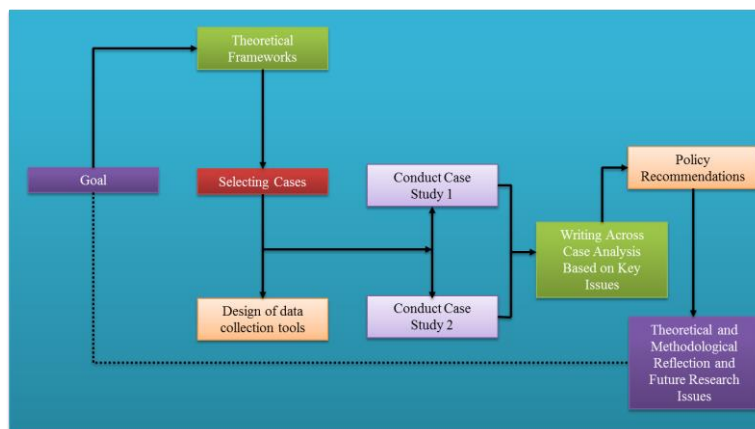 Theoretical
Frameworks
Goal
Selecting Cases
Design of data
collection tools
Conduct Case
Study 1
Conduct Case
Study 2
Writing Across
Case Analysis
Based on Key
Issues
Policy
Recommendations
Theoretical and
Methodological
Reflection and
Future Research
Issues